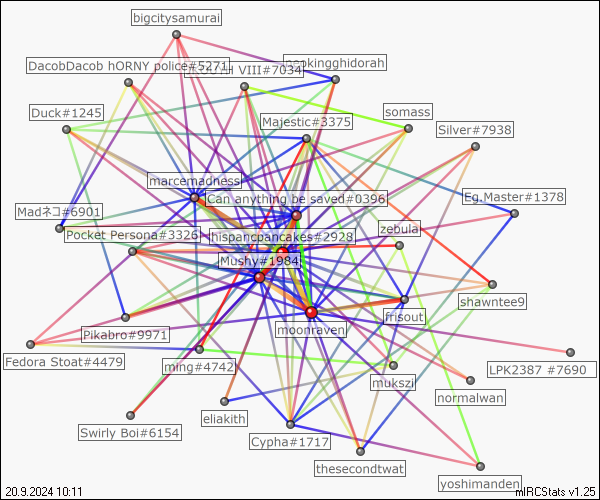 bigcitysamurai
DacobDacob hORNY police#5271
VIII#7034
pookingghidorah
Duck#1245
Majestic#3375
somass
Silver#7938
marcemadness
Can anything be saved#0396
Eg.Master#1378
Madネコ#6901
Pocket Persona#3326
hispancpancakes#2928
zebula
Mushy#1984
shawntee9
Pikabro#9971
moonraven
frisout
Fedora Stoat#4479
ming#4742
mukszi
LPK2387 #7690
normalwan
eliakith
Swirly Boi#6154
Cypha#1717
thesecondtwat
yoshimanden
20.9.2024 10:11
mIRCStats v1.25